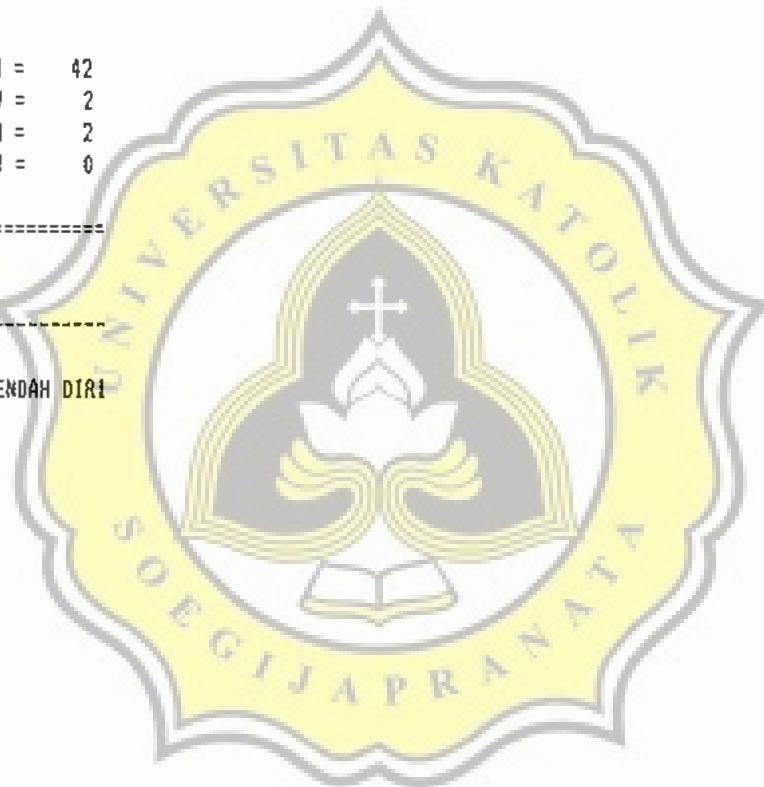 = 42
= 2
= 2
= 0
===========
-----------
ENDAH DIRI
UNIVERSITAS KATOLIK
SOEGIJAPRANATA